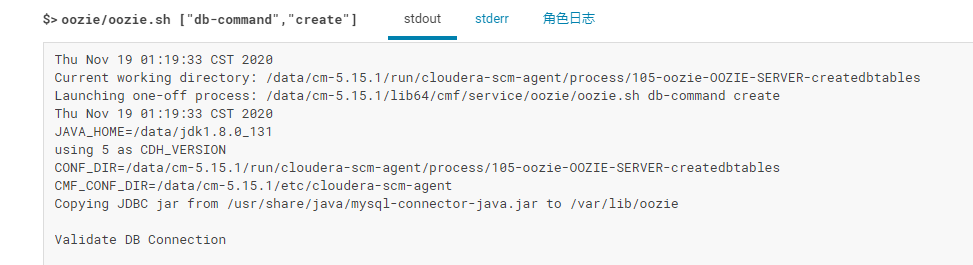 $> oozie/oozie.sh ["db-command","create"] stdout stderr 角色日志
Thu Nov 19 01:19:33 CST 2020
Current working directory: /data/cm-5.15.1/run/cloudera-scm-agent/process/105-oozie-OOZIE-SERVER-createdbtables
Launching one-off process: /data/cm-5.15.1/lib64/cmf/service/oozie/oozie.sh db-command create
Thu Nov 19 01:19:33 CST 2020
JAVA_HOME=/data/jdk1.8.0_131
using 5 as CDH_VERSION
CONF_DIR=/data/cm-5.15.1/run/cloudera-scm-agent/process/105-oozie-OOZIE-SERVER-createdbtables
CMF_CONF_DIR=/data/cm-5.15.1/etc/cloudera-scm-agent
Copying JDBC jar from /usr/share/java/mysql-connector-java.jar to /var/lib/oozie
Validate DB Connection